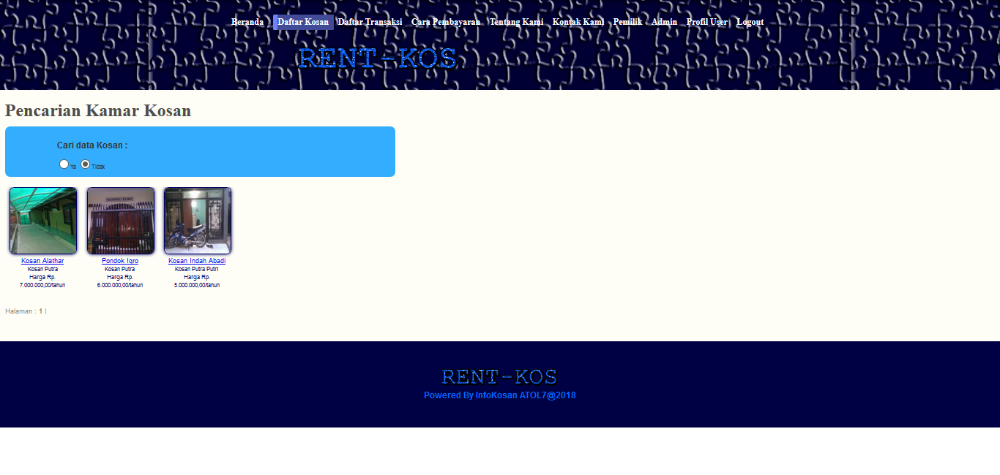 Beranda Daftar Kosan Daftar Transaksi Cara Pembayaran Tentang Kami Kontak Kami Pemilik Admin Profil User Logout
RENT-KOS
Pencarian Kamar Kosan
Cari data Kosan :
Ya Tidak
Kosan Alathar
Kosan Putra
Harga Rp.
7.000.000,00/tahun
Pondok Iqro
Kosan Putra
Harga Rp.
6.000.000,00/tahun
Kosan Indah Abadi
Kosan Putra Putri
Harga Rp.
5.000.000,00/tahun
Halaman : 1 |
RENT-KOS
Powered By InfoKosan ATOL7@2018